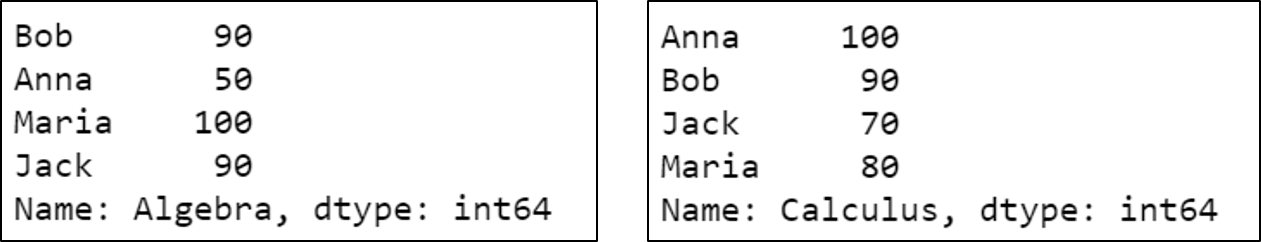 Bob       90
Anna      50
Maria    100
Jack      90
Name: Algebra, dtype: int64
Anna     100
Bob       90
Jack      70
Maria     80
Name: Calculus, dtype: int64